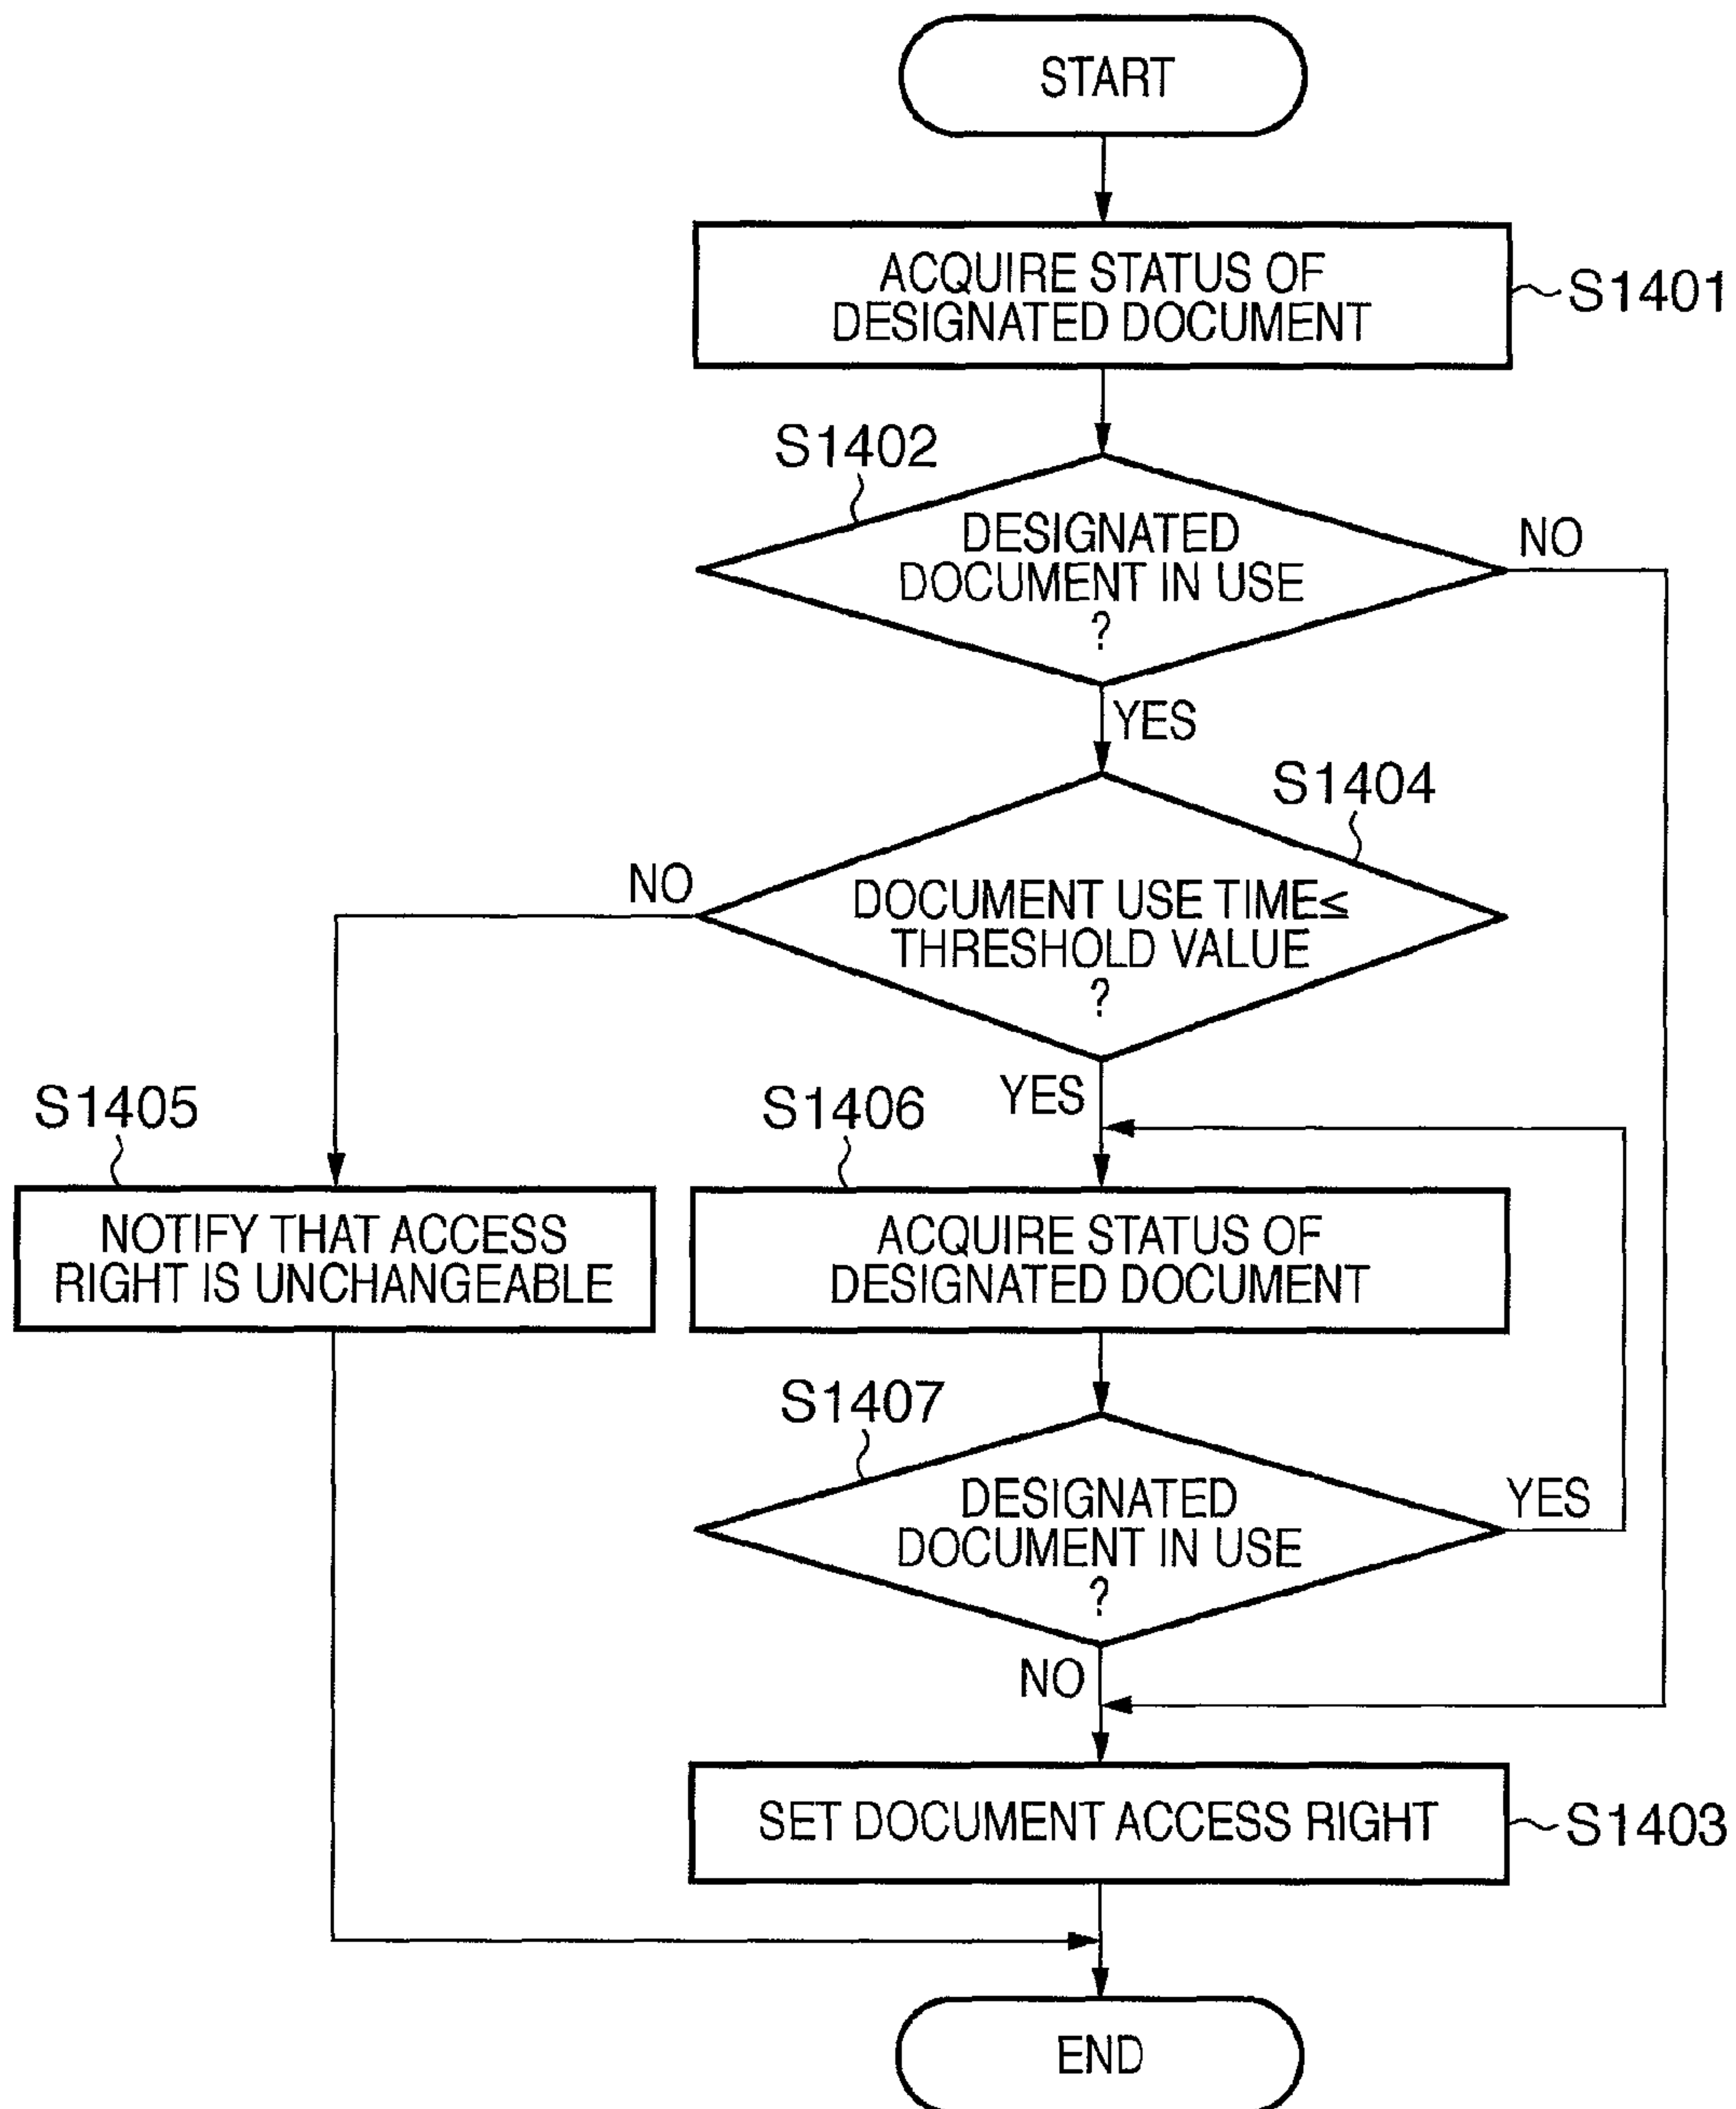 START
ACQUIRE STATUS OF
DESIGNATED DOCUMENT
S1401
S1402
DESIGNATED
DOCUMENT IN USE
?
NO
YES
S1404
DOCUMENT USE TIME≤
THRESHOLD VALUE
?
NO
YES
S1405
NOTIFY THAT ACCESS
RIGHT IS UNCHANGEABLE
S1406
ACQUIRE STATUS OF
DESIGNATED DOCUMENT
S1407
DESIGNATED
DOCUMENT IN USE
?
YES
NO
SET DOCUMENT ACCESS RIGHT
S1403
END